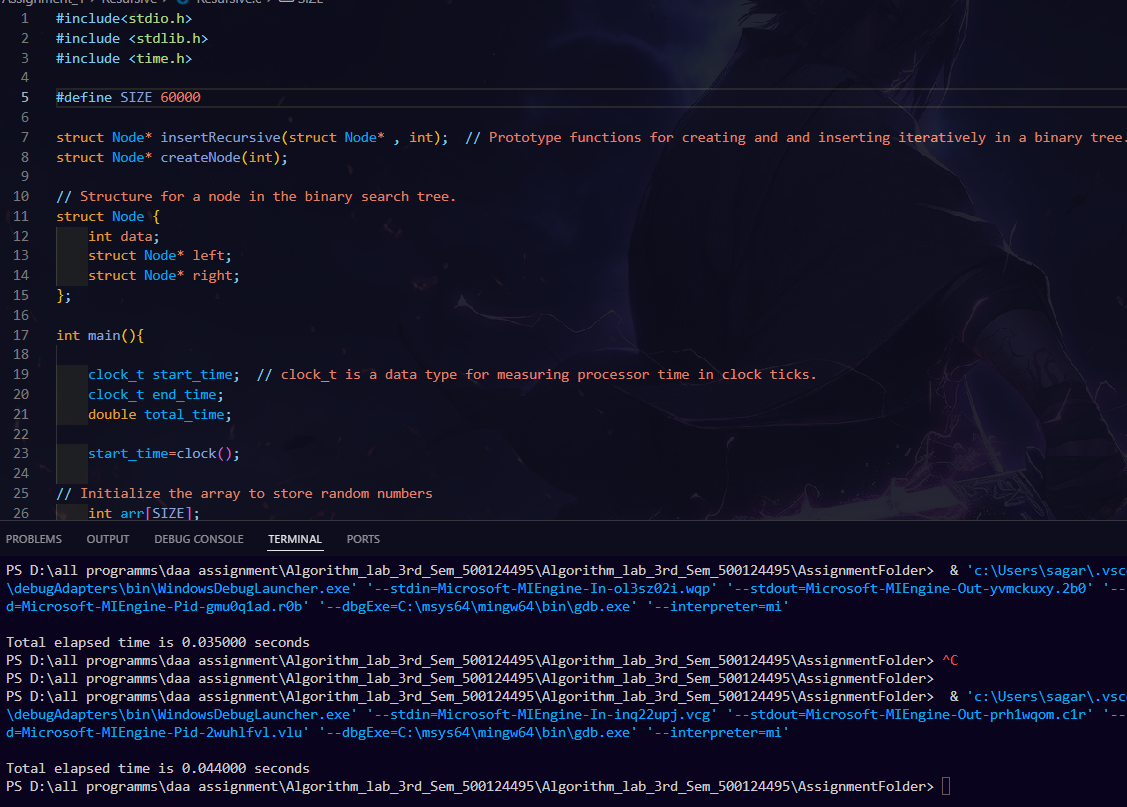 Assignment_1 > Resursive > Resursive.c > SIZE
1 #include<stdio.h>
2 #include <stdlib.h>
3 #include <time.h>
4
5 #define SIZE 60000
6
7 struct Node* insertRecursive(struct Node* , int);  // Prototype functions for creating and and inserting iteratively in a binary tree.
8 struct Node* createNode(int);
9
10 // Structure for a node in the binary search tree.
11 struct Node {
12     int data;
13     struct Node* left;
14     struct Node* right;
15 };
16
17 int main(){
18
19     clock_t start_time;  // clock_t is a data type for measuring processor time in clock ticks.
20     clock_t end_time;
21     double total_time;
22
23     start_time=clock();
24
25 // Initialize the array to store random numbers
26     int arr[SIZE];
PROBLEMS OUTPUT DEBUG CONSOLE TERMINAL PORTS
PS D:\all programms\daa assignment\Algorithm_lab_3rd_Sem_500124495\Algorithm_lab_3rd_Sem_500124495\AssignmentFolder>  & 'c:\Users\sagar\.vsco
\debugAdapters\bin\WindowsDebugLauncher.exe' '--stdin=Microsoft-MIEngine-In-ol3sz02i.wqp' '--stdout=Microsoft-MIEngine-Out-yvmckuxy.2b0' '--
d=Microsoft-MIEngine-Pid-gmu0q1ad.r0b' '--dbgExe=C:\msys64\mingw64\bin\gdb.exe' '--interpreter=mi'
Total elapsed time is 0.035000 seconds
PS D:\all programms\daa assignment\Algorithm_lab_3rd_Sem_500124495\Algorithm_lab_3rd_Sem_500124495\AssignmentFolder> ^C
PS D:\all programms\daa assignment\Algorithm_lab_3rd_Sem_500124495\Algorithm_lab_3rd_Sem_500124495\AssignmentFolder>
PS D:\all programms\daa assignment\Algorithm_lab_3rd_Sem_500124495\Algorithm_lab_3rd_Sem_500124495\AssignmentFolder>  & 'c:\Users\sagar\.vsco
\debugAdapters\bin\WindowsDebugLauncher.exe' '--stdin=Microsoft-MIEngine-In-inq22upj.vcg' '--stdout=Microsoft-MIEngine-Out-prh1wqom.c1r' '--
d=Microsoft-MIEngine-Pid-2wuhlfvl.vlu' '--dbgExe=C:\msys64\mingw64\bin\gdb.exe' '--interpreter=mi'
Total elapsed time is 0.044000 seconds
PS D:\all programms\daa assignment\Algorithm_lab_3rd_Sem_500124495\Algorithm_lab_3rd_Sem_500124495\AssignmentFolder>